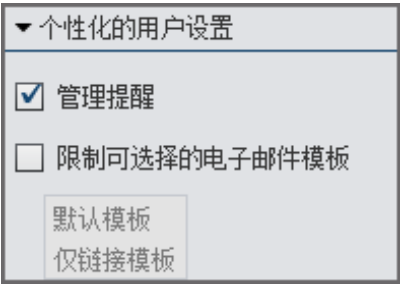 个性化的用户设置
管理提醒
限制可选择的电子邮件模板
默认模板
仅链接模板